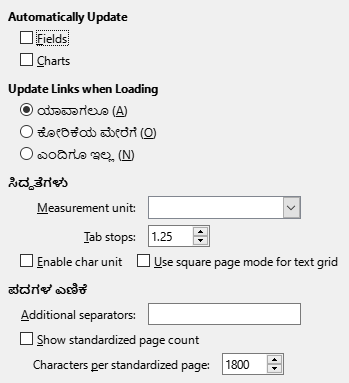 Automatically Update
Fields
Charts
Update Links when Loading
ಯಾವಾಗಲೂ (A)
ಕೋರಿಕೆಯ ಮೇರೆಗೆ (O)
ಎಂದಿಗೂ ಇಲ್ಲ (N)
ಸಿದ್ಧತೆಗಳು
Measurement unit:
Tab stops: 1.25
Enable char unit Use square page mode for text grid
ಪದಗಳ ಎಣಿಕೆ
Additional separators:
Show standardized page count
Characters per standardized page: 1800